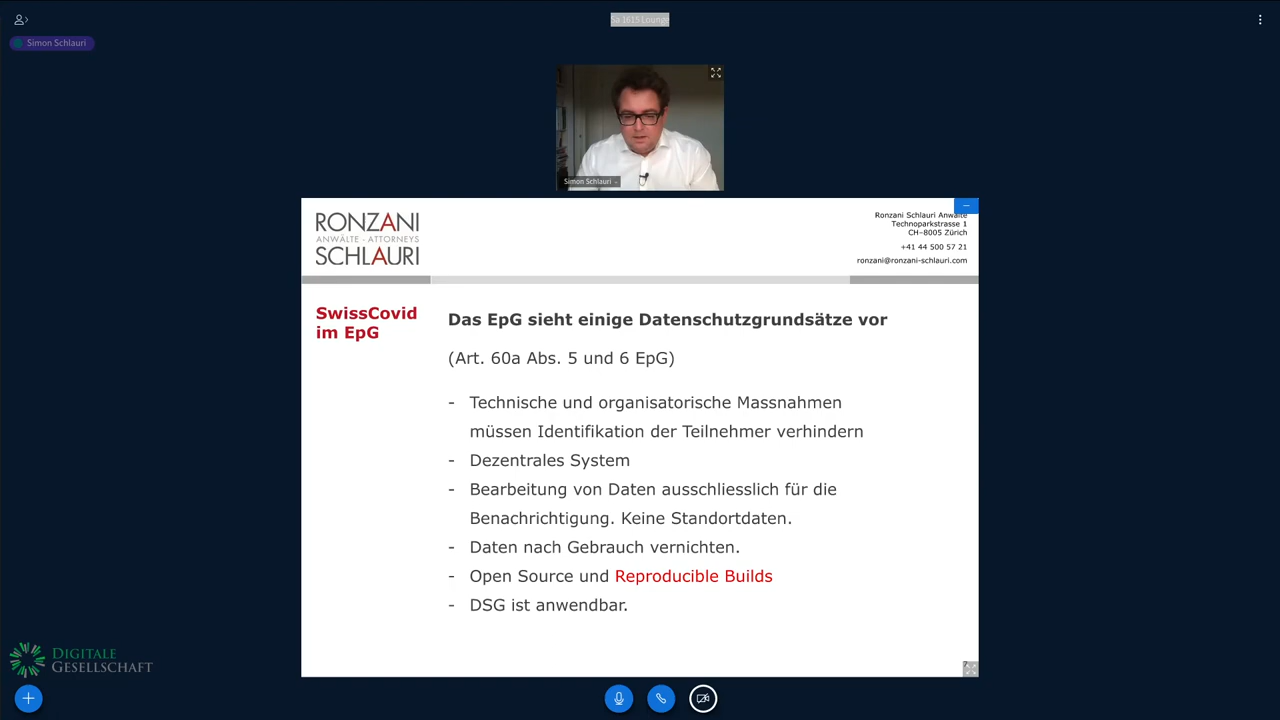 Sa 1615 Lounge
Simon Schlauri
Simon Schlauri
RONZANI
ANWÄLTE - ATTORNEYS
SCHLAURI
Ronzani Schlauri Anwälte
Technoparkstrasse 1
CH-8005 Zürich
+41 44 500 57 21
ronzani@ronzani-schlauri.com
SwissCovid
im EpG
Das EpG sieht einige Datenschutzgrundsätze vor
(Art. 60a Abs. 5 und 6 EpG)
- Technische und organisatorische Massnahmen
müssen Identifikation der Teilnehmer verhindern
- Dezentrales System
- Bearbeitung von Daten ausschliesslich für die
Benachrichtigung. Keine Standortdaten.
- Daten nach Gebrauch vernichten.
- Open Source und Reproducible Builds
- DSG ist anwendbar.
DIGITALE
GESELLSCHAFT